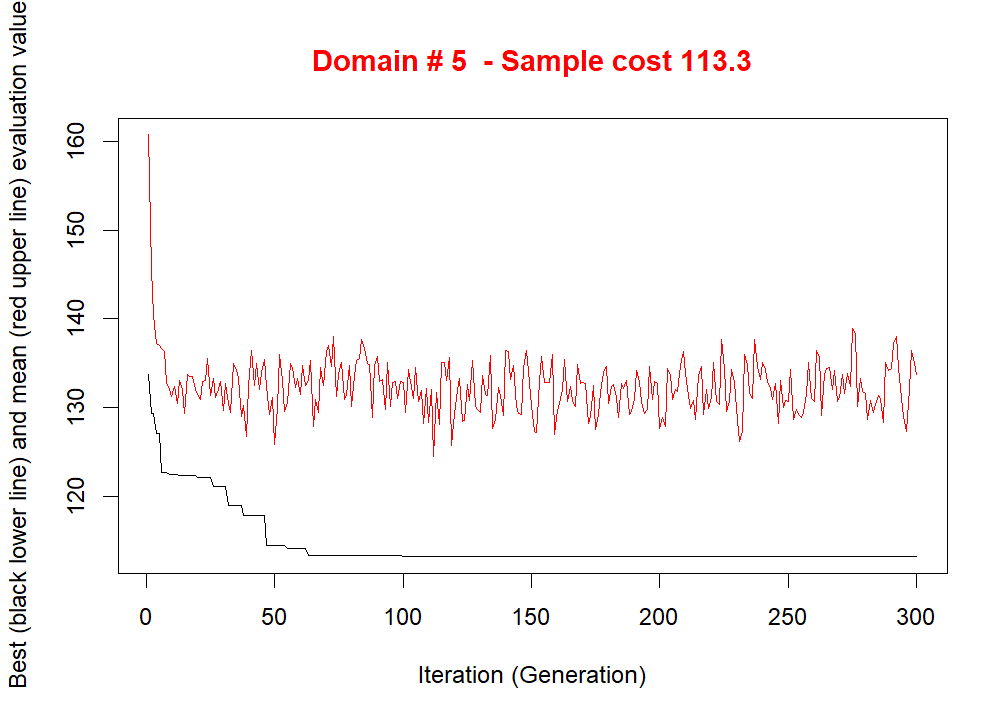 Domain # 5  - Sample cost 113.3
Best (black lower line) and mean (red upper line) evaluation value
160
150
140
130
120
0 50 100 150 200 250 300
Iteration (Generation)